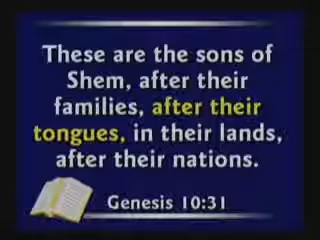 These are the sons of
Shem, after their
families, after their
tongues, in their lands,
after their nations.
Genesis 10:31